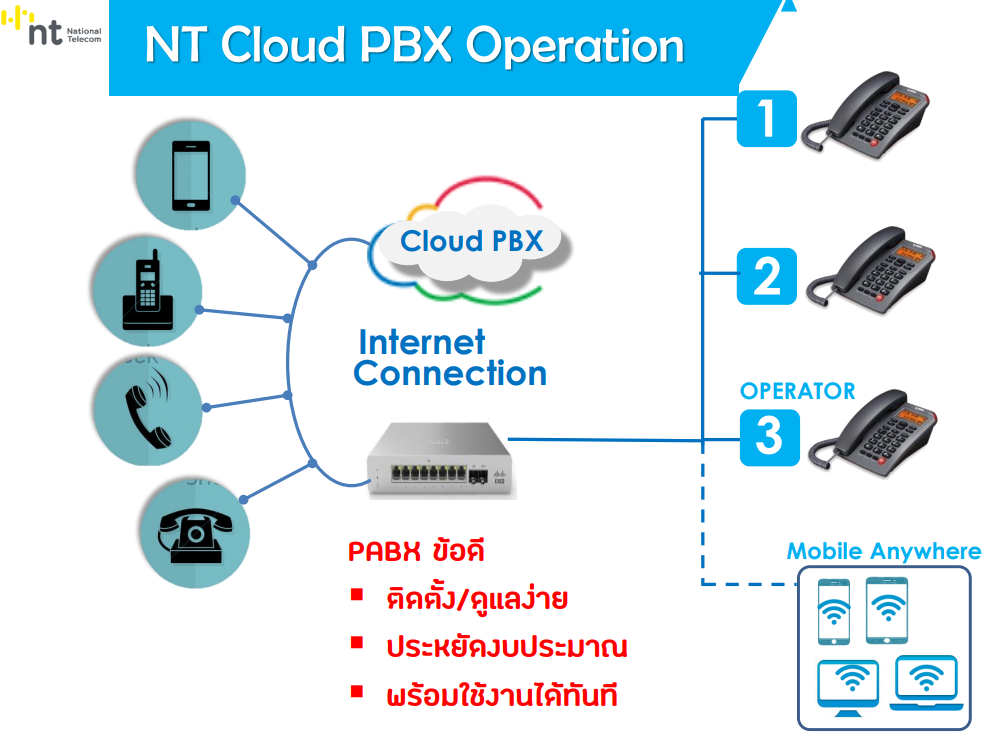 nt National
Telecom
NT Cloud PBX Operation
1
Cloud PBX
2
Internet
Connection
OPERATOR
3
CISCO
PABX ข้อดี
▪ ติดตั้ง/ดูแลง่าย
▪ ประหยัดงบประมาณ
▪ พร้อมใช้งานได้ทันที
Mobile Anywhere